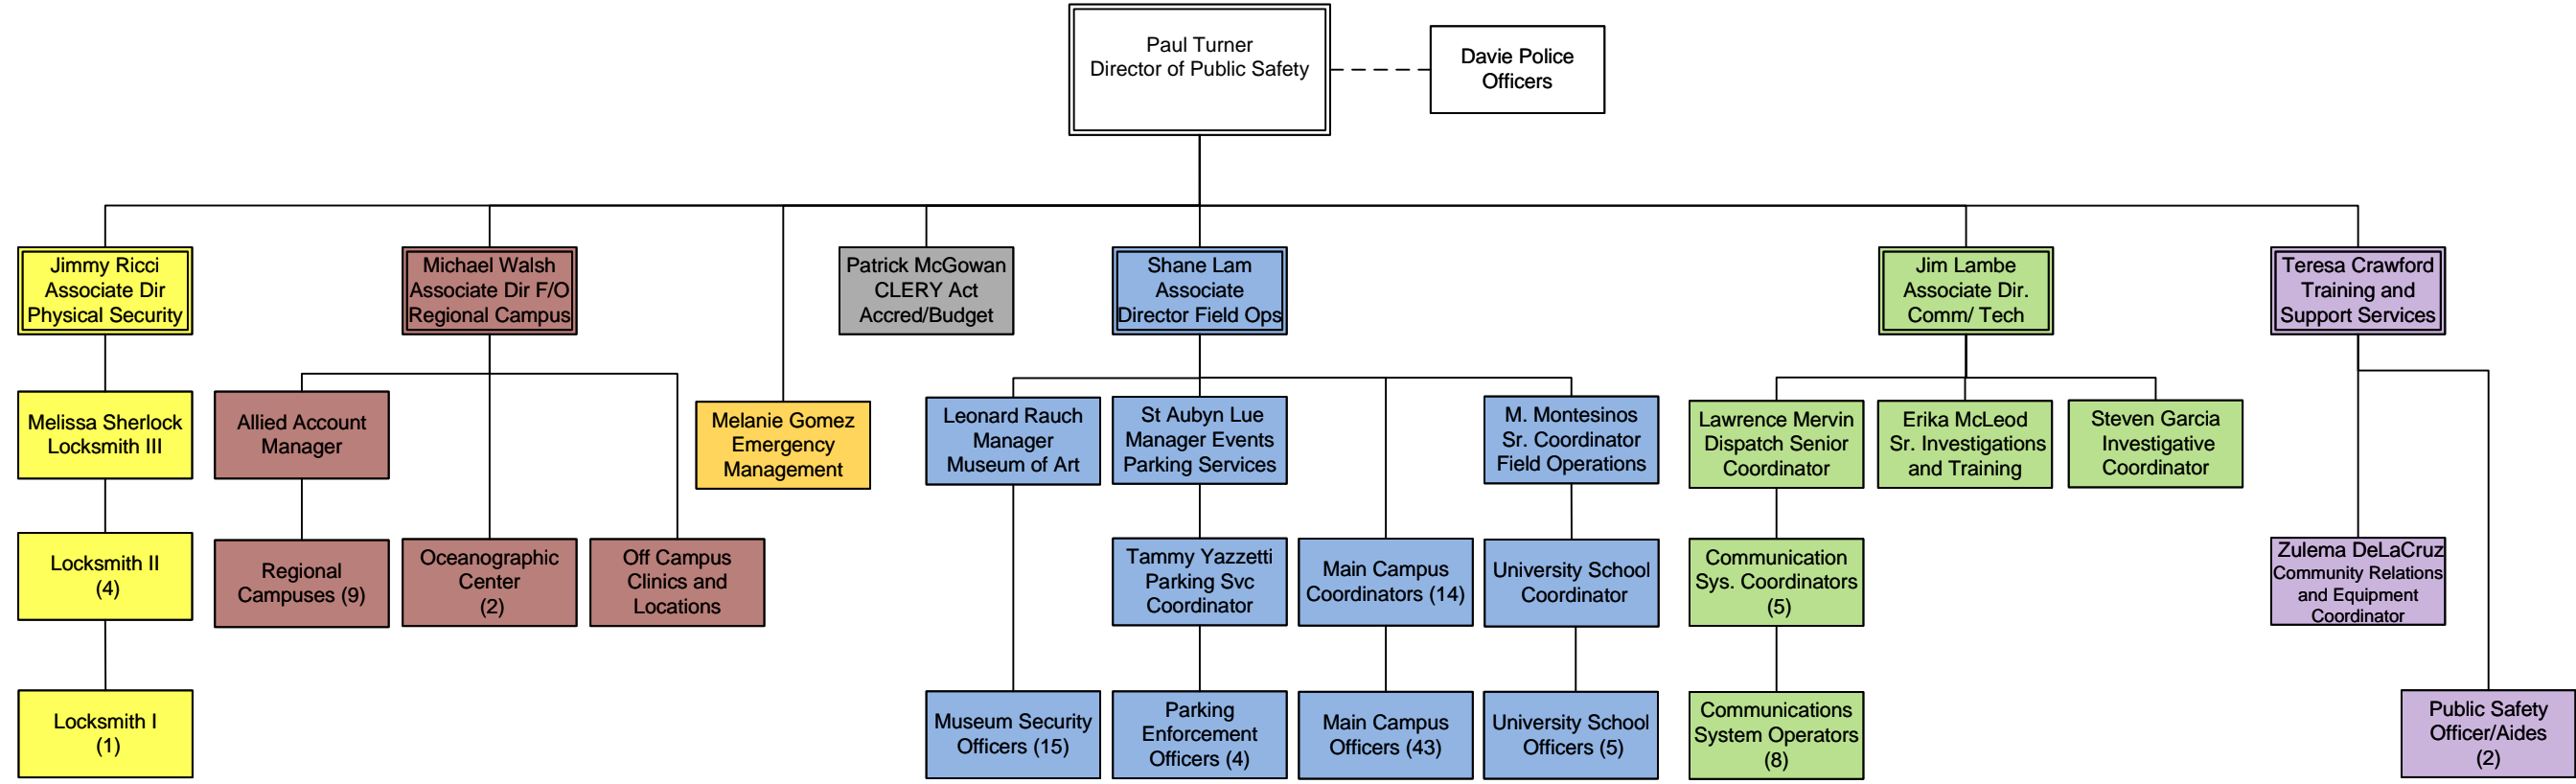 Paul Turner
Director of Public Safety
Davie Police
Officers
Jimmy Ricci
Associate Dir
Physical Security
Michael Walsh
Associate Dir F/O
Regional Campus
Patrick McGowan
CLERY Act
Accred/Budget
Shane Lam
Associate
Director Field Ops
Jim Lambe
Associate Dir.
Comm/ Tech
Teresa Crawford
Training and
Support Services
Melissa Sherlock
Locksmith III
Allied Account
Manager
Melanie Gomez
Emergency
Management
Leonard Rauch
Manager
Museum of Art
St Aubyn Lue
Manager Events
Parking Services
M. Montesinos
Sr. Coordinator
Field Operations
Lawrence Mervin
Dispatch Senior
Coordinator
Erika McLeod
Sr. Investigations
and Training
Steven Garcia
Investigative
Coordinator
Locksmith II
(4)
Regional
Campuses (9)
Oceanographic
Center
(2)
Off Campus
Clinics and
Locations
Tammy Yazzetti
Parking Svc
Coordinator
Main Campus
Coordinators (14)
University School
Coordinator
Communication
Sys. Coordinators
(5)
Zulema DeLaCruz
Community Relations
and Equipment
Coordinator
Locksmith I
(1)
Museum Security
Officers (15)
Parking
Enforcement
Officers (4)
Main Campus
Officers (43)
University School
Officers (5)
Communications
System Operators
(8)
Public Safety
Officer/Aides
(2)